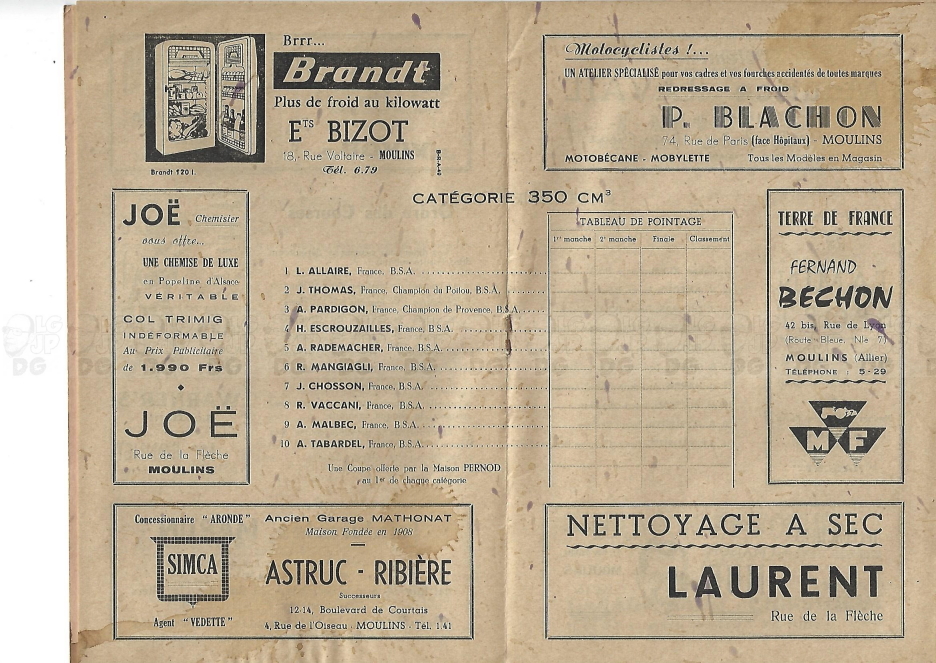 Brrr...
Brandt
Plus de froid au kilowatt
Ets BIZOT
18, Rue Voltaire - MOULINS
Tél. 6.79
Brandt 120 l.
Motocyclistes !...
UN ATELIER SPÉCIALISÉ pour vos cadres et vos fourches accidentés de toutes marques
REDRESSAGE A FROID
P. BLACHON
74, Rue de Paris (face Hôpitaux) - MOULINS
MOTOBÉCANE - MOBYLETTE Tous les Modèles en Magasin
CATÉGORIE 350 CM³
JOË Chemisier
vous offre...
UNE CHEMISE DE LUXE
en Popeline d'Alsace
VÉRITABLE
COL TRIMIG
INDÉFORMABLE
Au Prix Publicitaire
de 1.990 Frs
JOË
Rue de la Flèche
MOULINS
1 L. ALLAIRE, France, B.S.A.
2 J. THOMAS, France, Champion du Poitou, B.S.A.
3 A. PARDIGON, France, Champion de Provence, B.S.A.
4 H. ESCROUZAILLES, France, B.S.A.
5 A. RADEMACHER, France, B.S.A.
6 R. MANGIAGLI, France, B.S.A.
7 J. CHOSSON, France, B.S.A.
8 R. VACCANI, France, B.S.A.
9 A. MALBEC, France, B.S.A.
10 A. TABARDEL, France, B.S.A.
Une Coupe offerte par la Maison PERNOD
au 1er de chaque catégorie
TABLEAU DE POINTAGE
1re manche 2e manche Finale Classement
TERRE DE FRANCE
FERNAND
BECHON
42 bis, Rue de Lyon
(Route Bleue, Nle 7)
MOULINS (Allier)
TÉLÉPHONE : 5-29
M F
Concessionnaire "ARONDE"
SIMCA
Agent "VEDETTE"
Ancien Garage MATHONAT
Maison Fondée en 1908
ASTRUC - RIBIÈRE
Successeurs
12-14, Boulevard de Courtais
4, Rue de l'Oiseau - MOULINS - Tél. 1.41
NETTOYAGE A SEC
LAURENT
Rue de la Flèche